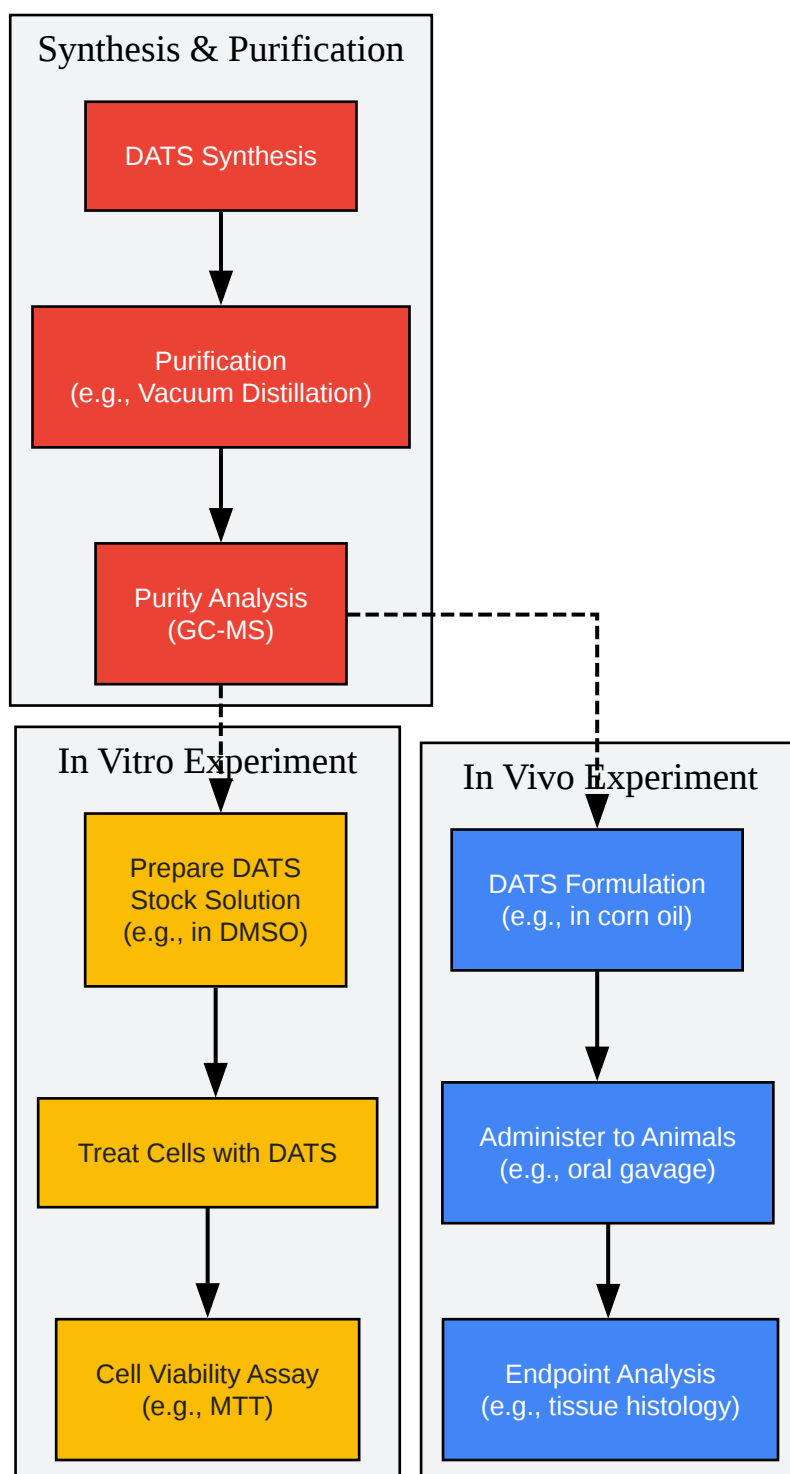 Synthesis & Purification
DATS Synthesis
Purification
(e.g., Vacuum Distillation)
Purity Analysis
(GC-MS)
In Vitro Experiment
Prepare DATS
Stock Solution
(e.g., in DMSO)
Treat Cells with DATS
Cell Viability Assay
(e.g., MTT)
In Vivo Experiment
DATS Formulation
(e.g., in corn oil)
Administer to Animals
(e.g., oral gavage)
Endpoint Analysis
(e.g., tissue histology)